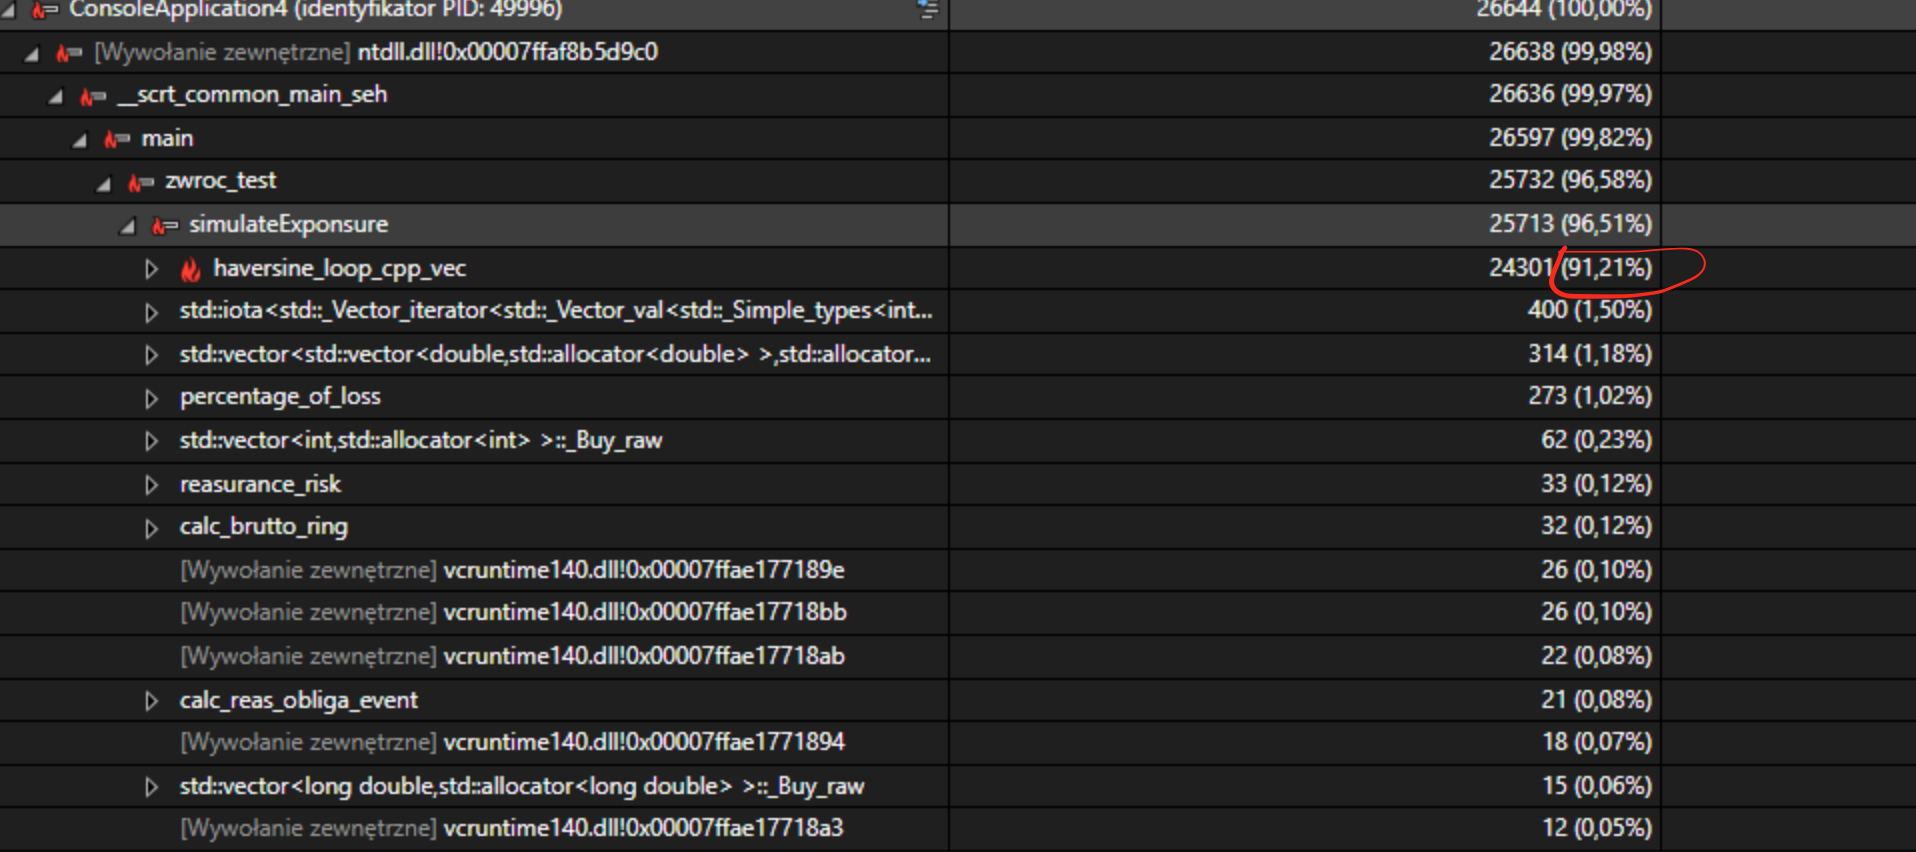 ConsoleApplication4 (identyfikator PID: 49996) 26644 (100,00%)
[Wywołanie zewnętrzne] ntdll.dll!0x00007ffaf8b5d9c0 26638 (99,98%)
__scrt_common_main_seh 26636 (99,97%)
main 26597 (99,82%)
zwroc_test 25732 (96,58%)
simulateExponsure 25713 (96,51%)
haversine_loop_cpp_vec 24301 (91,21%)
std::iota<std::_Vector_iterator<std::_Vector_val<std::_Simple_types<int... 400 (1,50%)
std::vector<std::vector<double,std::allocator<double> >,std::allocator... 314 (1,18%)
percentage_of_loss 273 (1,02%)
std::vector<int,std::allocator<int> >::_Buy_raw 62 (0,23%)
reasurance_risk 33 (0,12%)
calc_brutto_ring 32 (0,12%)
[Wywołanie zewnętrzne] vcruntime140.dll!0x00007ffae177189e 26 (0,10%)
[Wywołanie zewnętrzne] vcruntime140.dll!0x00007ffae17718bb 26 (0,10%)
[Wywołanie zewnętrzne] vcruntime140.dll!0x00007ffae17718ab 22 (0,08%)
calc_reas_obliga_event 21 (0,08%)
[Wywołanie zewnętrzne] vcruntime140.dll!0x00007ffae1771894 18 (0,07%)
std::vector<long double,std::allocator<long double> >::_Buy_raw 15 (0,06%)
[Wywołanie zewnętrzne] vcruntime140.dll!0x00007ffae17718a3 12 (0,05%)